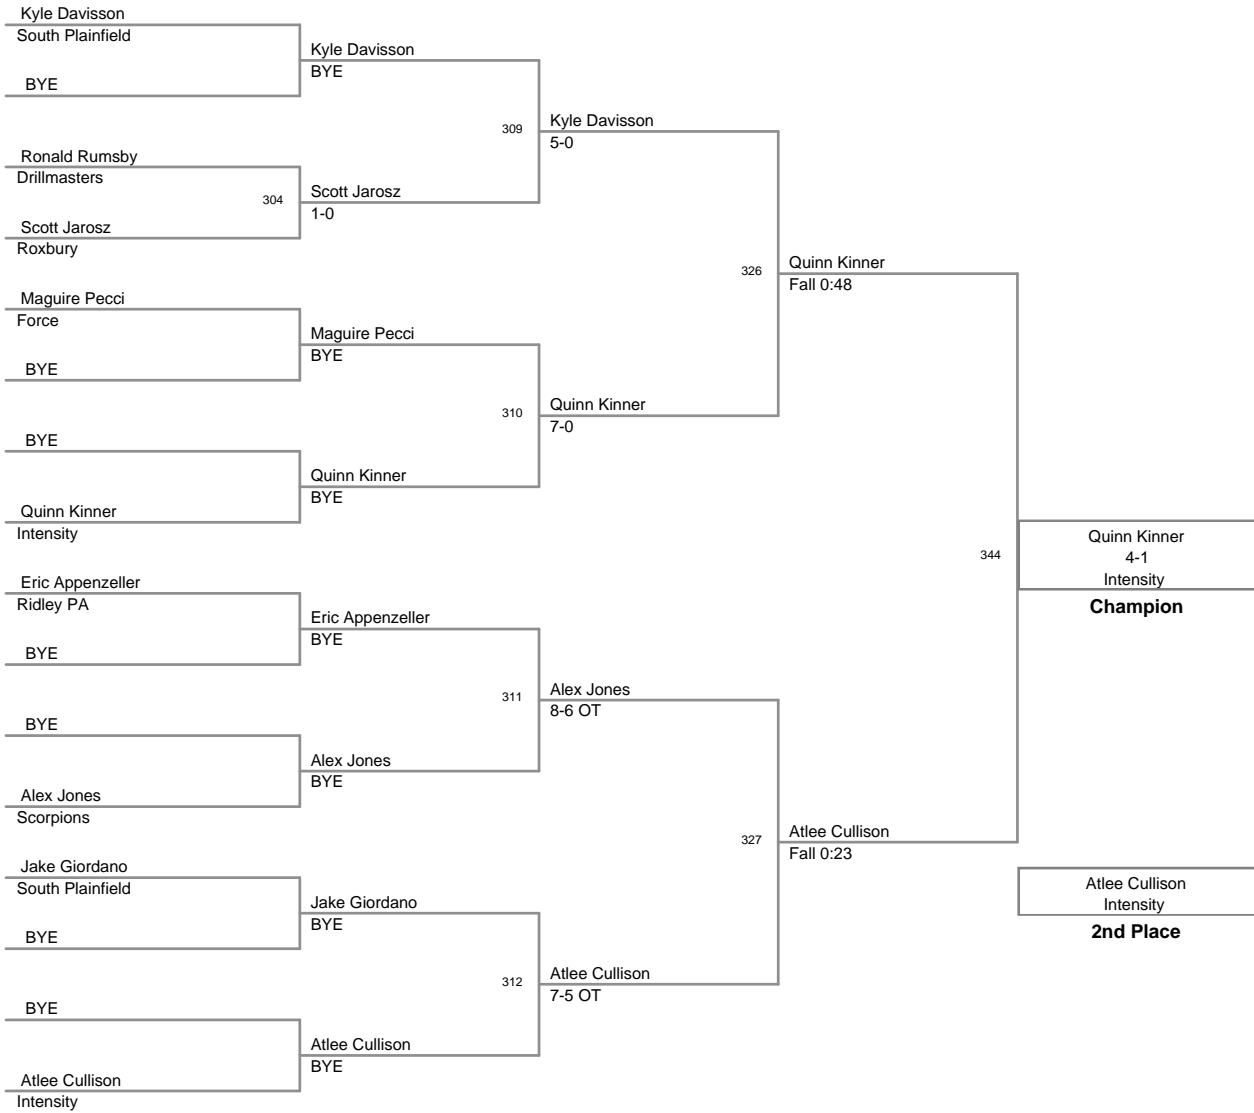 Kyle Davisson
South Plainfield
BYE
Ronald Rumsby
Drillmasters
304
Scott Jarosz
Roxbury
Maguire Pecci
Force
BYE
BYE
Quinn Kinner
Intensity
Eric Appenzeller
Ridley PA
BYE
BYE
Alex Jones
Scorpions
Jake Giordano
South Plainfield
BYE
BYE
Atlee Cullison
Intensity
Kyle Davisson
BYE
309
Scott Jarosz
1-0
Maguire Pecci
BYE
310
Quinn Kinner
BYE
Eric Appenzeller
BYE
311
Alex Jones
BYE
Jake Giordano
BYE
312
Atlee Cullison
BYE
Kyle Davisson
5-0
326
Quinn Kinner
7-0
Alex Jones
8-6 OT
327
Atlee Cullison
7-5 OT
Quinn Kinner
Fall 0:48
344
Atlee Cullison
Fall 0:23
Quinn Kinner
4-1
Intensity
Champion
Atlee Cullison
Intensity
2nd Place